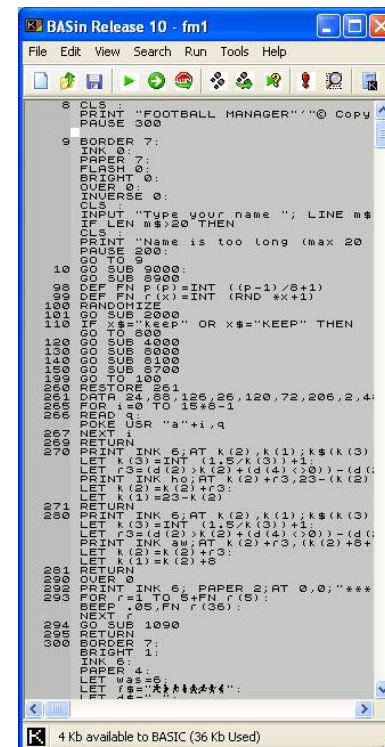 BASin Release 10 - fm1
File Edit View Search Run Tools Help
8 CLS :
PRINT "FOOTBALL MANAGER"'"© Copy
PAUSE 300
9 BORDER 7:
INK 0:
PAPER 7:
FLASH 0:
BRIGHT 0:
OVER 0:
INVERSE 0:
CLS :
INPUT "Type your name "; LINE m$
IF LEN m$>20 THEN
CLS :
PRINT "Name is too long (max 20
PAUSE 200:
GO TO 9
10 GO SUB 9000:
GO SUB 8900
98 DEF FN p(p)=INT ((p-1)/8+1)
99 DEF FN r(x)=INT (RND *x+1)
100 RANDOMIZE
101 GO SUB 2000
110 IF x$="keep" OR x$="KEEP" THEN
GO TO 800
120 GO SUB 4000
130 GO SUB 8000
140 GO SUB 8100
150 GO SUB 8700
199 GO TO 100
260 RESTORE 261
261 DATA 24,88,126,26,120,72,206,2,4
265 FOR i=0 TO 15*8-1
266 READ q:
POKE USR "a"+i,q
267 NEXT i
269 RETURN
270 PRINT INK 6;AT k(2),k(1);k$(k(3)
LET k(3)=INT (1.5/k(3))+1:
LET r3=(d(2)>k(2)+(d(4)<>0))-(d(
PRINT INK ho;AT k(2)+r3,23-(k(2)
LET k(2)=k(2)+r3:
LET k(1)=23-k(2)
271 RETURN
280 PRINT INK 6;AT k(2),k(1);k$(k(3)
LET k(3)=INT (1.5/k(3))+1:
LET r3=(d(2)>k(2)+(d(4)<>0))-(d(
PRINT INK aw;AT k(2)+r3,(k(2)+8+
LET k(2)=k(2)+r3:
LET k(1)=k(2)+8
281 RETURN
290 OVER 0
292 PRINT INK 6; PAPER 2;AT 0,0;"***
293 FOR r=1 TO 5+FN r(5):
BEEP .05,FN r(36):
NEXT r
294 GO SUB 1090
295 RETURN
300 BORDER 7:
BRIGHT 1:
INK 6:
PAPER 4:
LET was=6:
LET f$="
4 Kb available to BASIC (36 Kb Used)